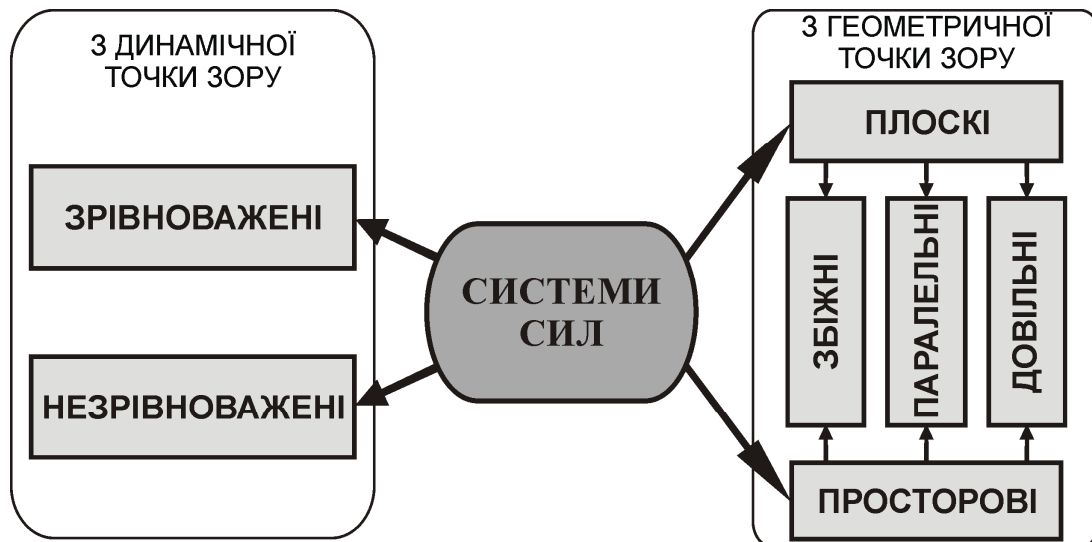 З ДИНАМІЧНОЇ
ТОЧКИ ЗОРУ
ЗРІВНОВАЖЕНІ
НЕЗРІВНОВАЖЕНІ
СИСТЕМИ
СИЛ
З ГЕОМЕТРИЧНОЇ
ТОЧКИ ЗОРУ
ПЛОСКІ
ЗБІЖНІ
ПАРАЛЕЛЬНІ
ДОВІЛЬНІ
ПРОСТОРОВІ